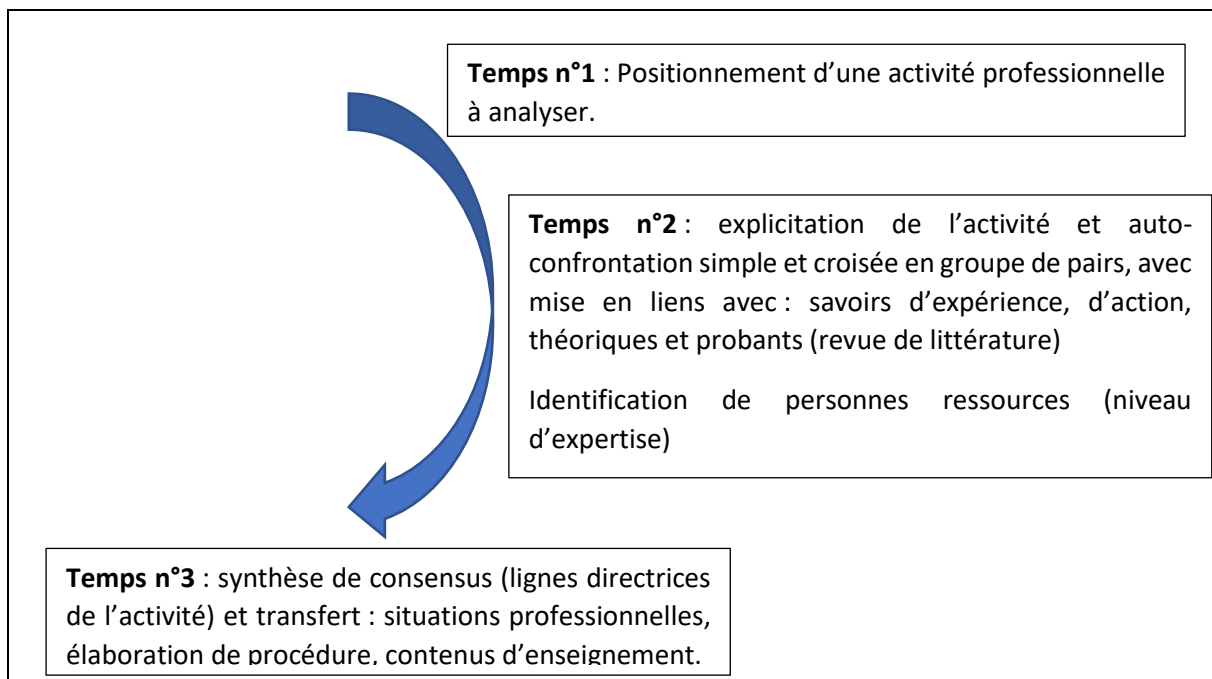 Temps n°1 : Positionnement d’une activité professionnelle
à analyser.
Temps n°2 : explicitation de l’activité et auto-
confrontation simple et croisée en groupe de pairs, avec
mise en liens avec : savoirs d’expérience, d’action,
théoriques et probants (revue de littérature)
Identification de personnes ressources (niveau
d’expertise)
Temps n°3 : synthèse de consensus (lignes directrices
de l’activité) et transfert : situations professionnelles,
élaboration de procédure, contenus d’enseignement.